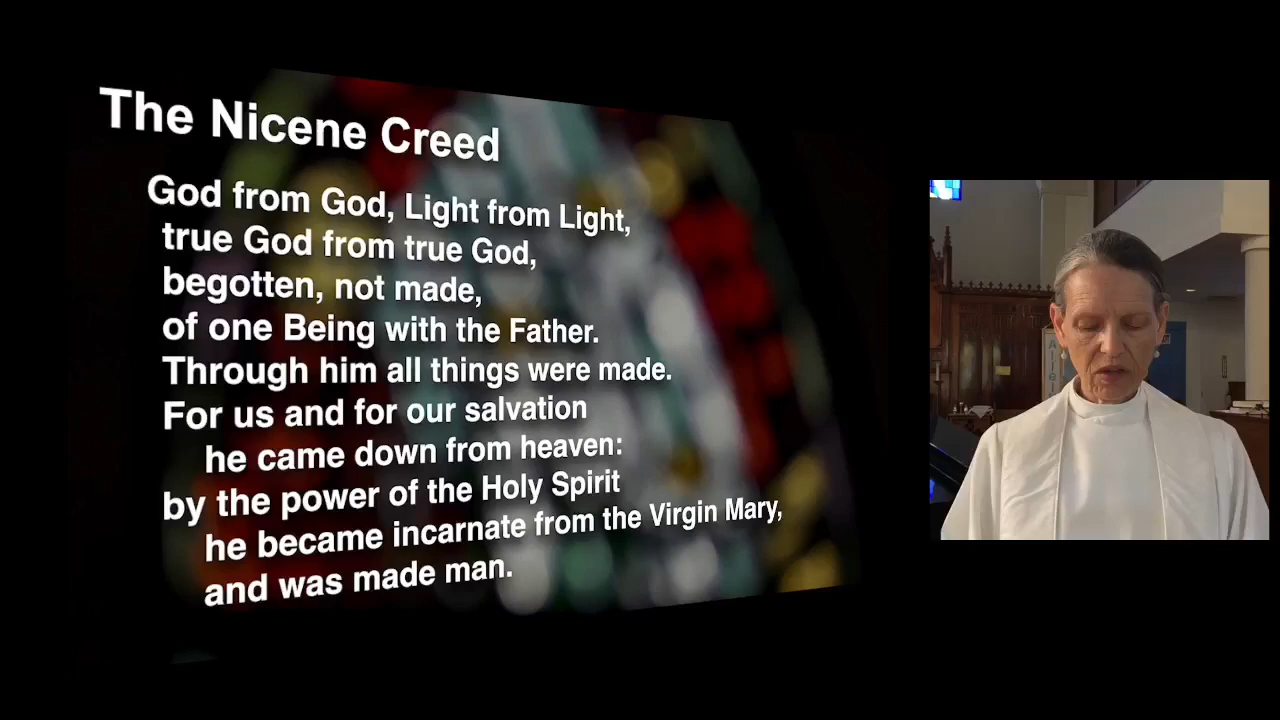 The Nicene Creed
God from God, Light from Light,
true God from true God,
begotten, not made,
of one Being with the Father.
Through him all things were made.
For us and for our salvation
he came down from heaven:
by the power of the Holy Spirit
he became incarnate from the Virgin Mary,
and was made man.